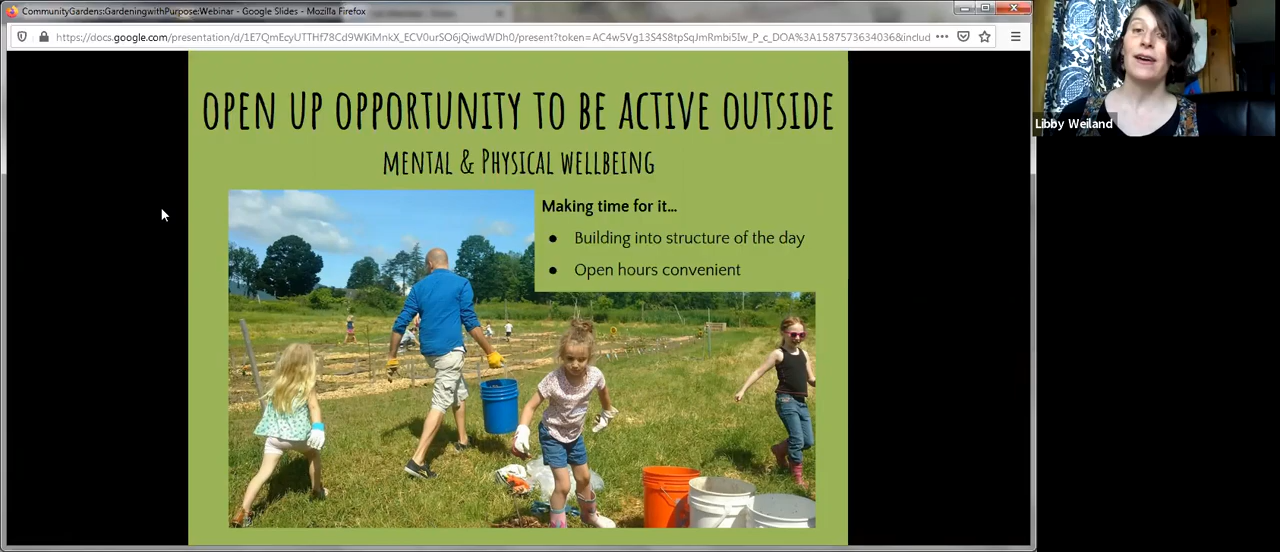 CommunityGardens:GardeningwithPurpose:Webinar - Google Slides - Mozilla Firefox
https://docs.google.com/presentation/d/1E7QmEcyUTTHf78Cd9WKiMnkX_ECV0urSO6jQiwdWDh0/present?token=AC4w5Vg13S4S8tpSqJmRmbi5Iw_P_c_DOA%3A1587573634036&includ
Libby Weiland
OPEN UP OPPORTUNITY TO BE ACTIVE OUTSIDE
MENTAL & PHYSICAL WELLBEING
Making time for it...
● Building into structure of the day
● Open hours convenient